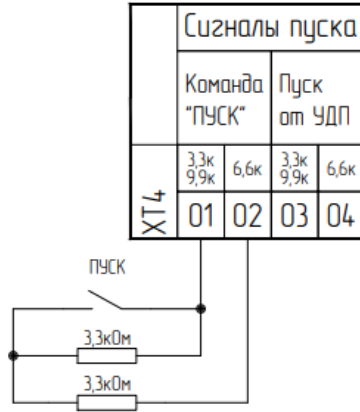 Сигналы пуска
Команда "ПУСК"
Пуск от УДП
3,3к 9,9к
6,6к
3,3к 9,9к
6,6к
XT4
01
02
03
04
ПУСК
3,3кОм
3,3кОм